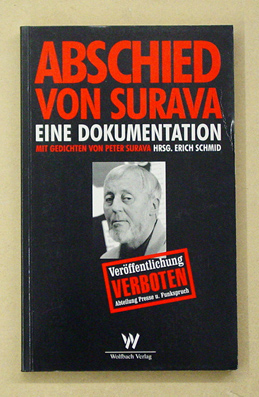 ABSCHIED
VON SURAVA
EINE DOKUMENTATION
MIT GEDICHTEN VON PETER SURAVA HRSG. ERICH SCHMID
Veröffentlichung
VERBOTEN
Abteilung Presse u. Funkspruch
W
Wolfbach Verlag